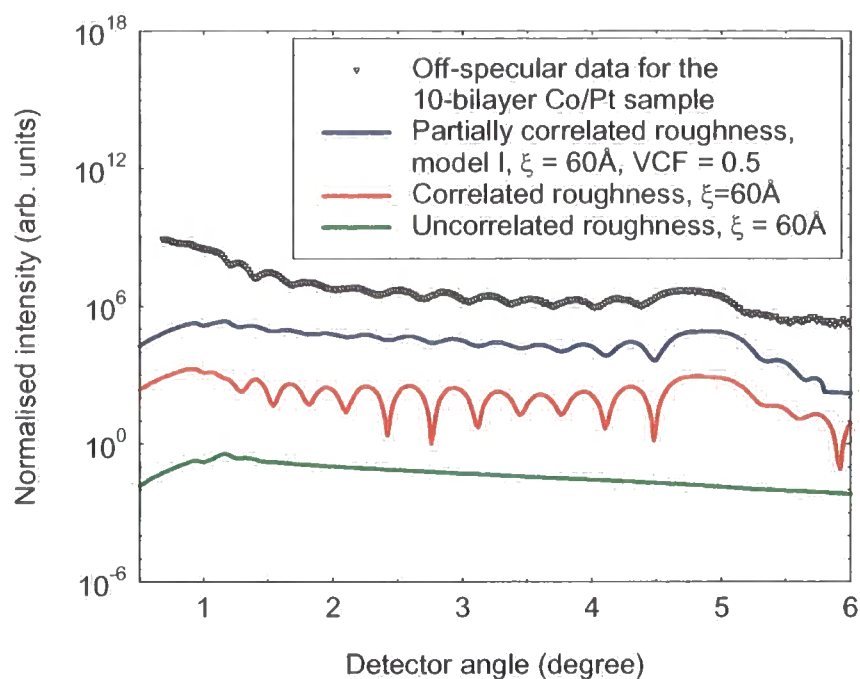 10^18
10^12
10^6
10^0
10^-6
Normalised intensity (arb. units)
Off-specular data for the
10-bilayer Co/Pt sample
Partially correlated roughness,
model I, ξ = 60Å, VCF = 0.5
Correlated roughness, ξ=60Å
Uncorrelated roughness, ξ = 60Å
1 2 3 4 5 6
Detector angle (degree)